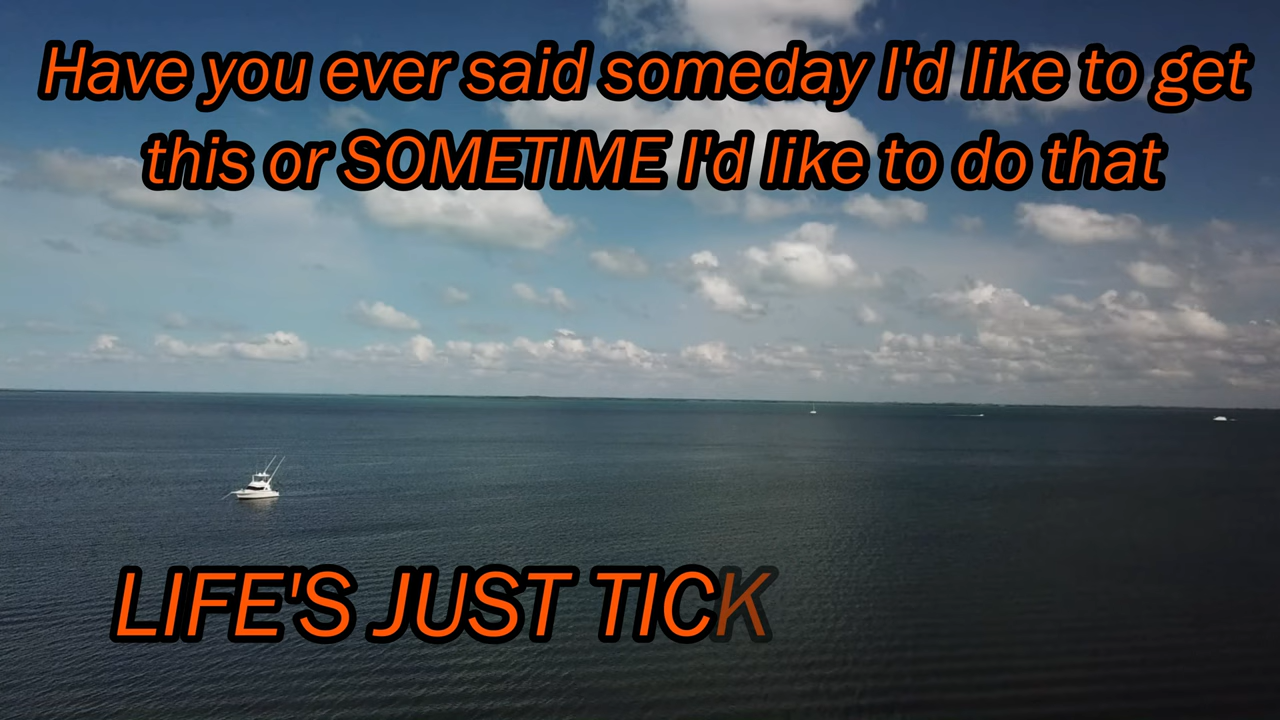 Have you ever said someday I'd like to get
this or SOMETIME I'd like to do that
LIFE'S JUST TICK